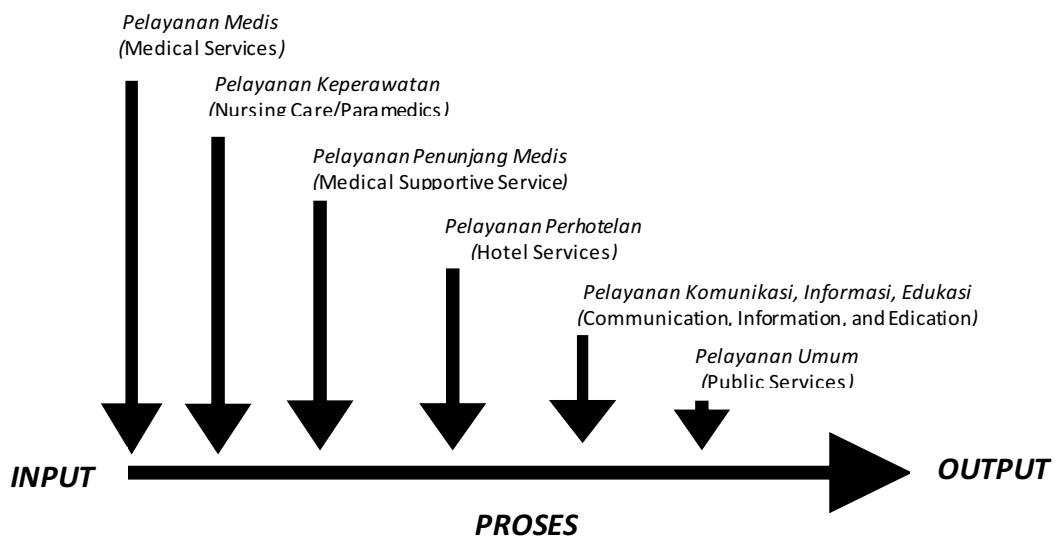 Pelayanan Medis
(Medical Services)
Pelayanan Keperawatan
(Nursing Care/Paramedics)
Pelayanan Penunjang Medis
(Medical Supportive Service)
Pelayanan Perhotelan
(Hotel Services)
Pelayanan Komunikasi, Informasi, Edukasi
(Communication, Information, and Edication)
Pelayanan Umum
(Public Services)
INPUT
OUTPUT
PROSES